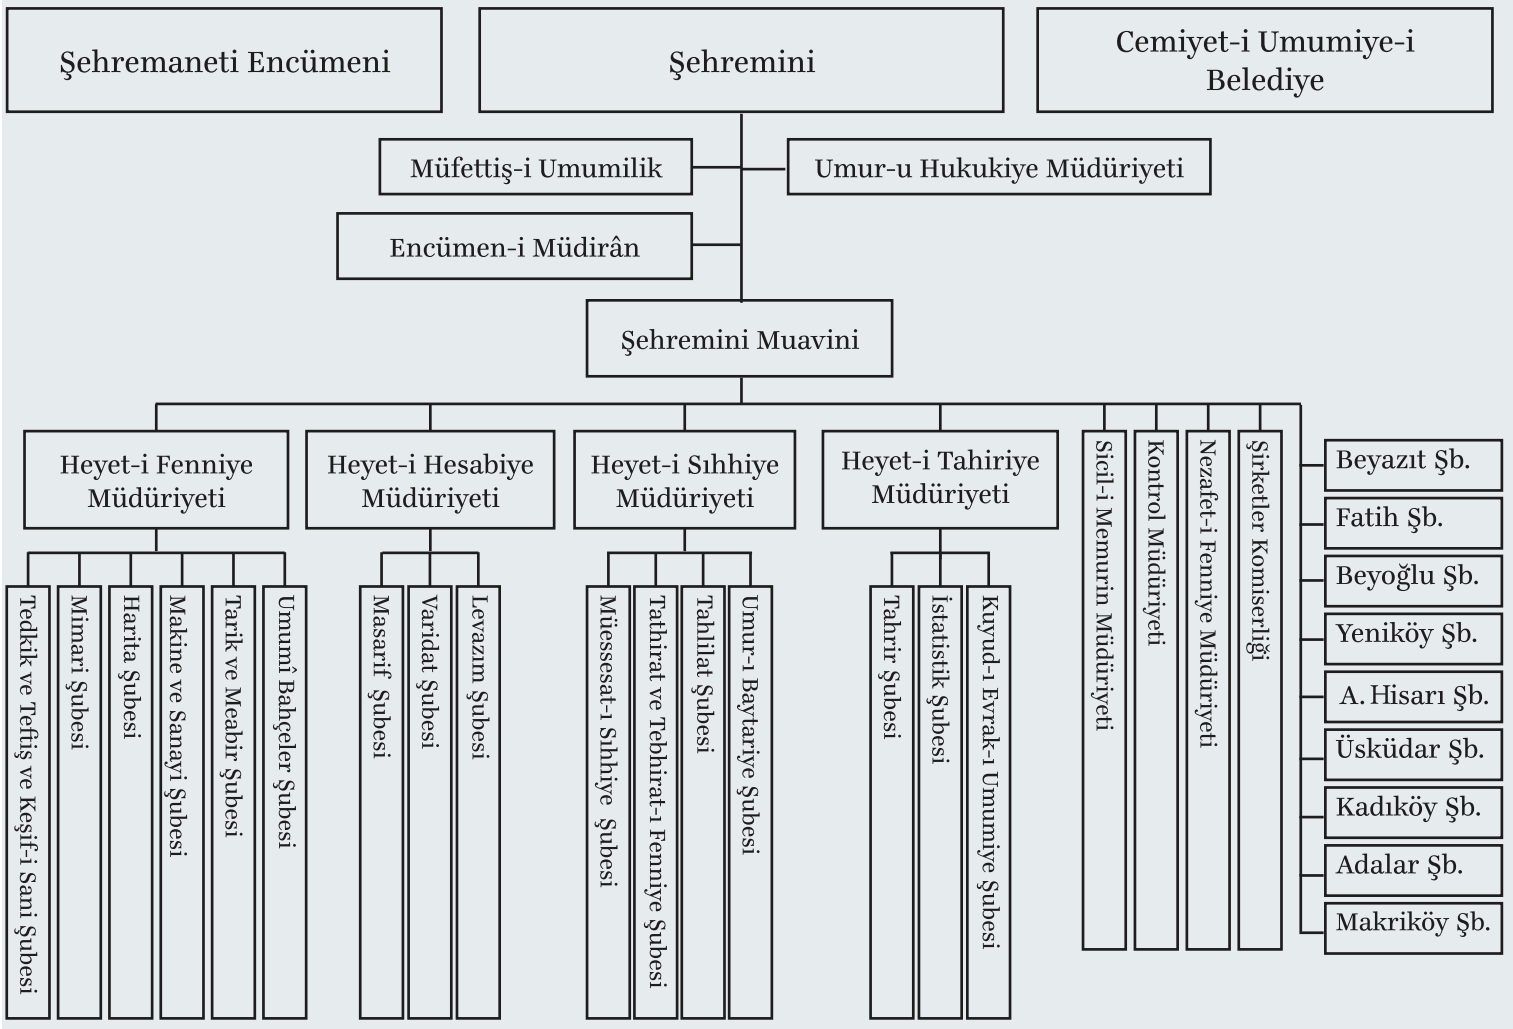 Şehremaneti Encümeni
Şehremini
Cemiyet-i Umumiye-i
Belediye
Müfettiş-i Umumilik
Umur-u Hukukiye Müdüriyeti
Encümen-i Müdirân
Şehremini Muavini
Heyet-i Fenniye
Müdüriyeti
Heyet-i Hesabiye
Müdüriyeti
Heyet-i Sıhhiye
Müdüriyeti
Heyet-i Tahiriye
Müdüriyeti
Sicil-i Memurin Müdüriyeti
Kontrol Müdüriyeti
Nezafet-i Fenniye Müdüriyeti
Şirketler Komiserliği
Tedkik ve Teftiş ve Keşif-i Sani Şubesi
Mimari Şubesi
Harita Şubesi
Makine ve Sanayi Şubesi
Tarik ve Meabir Şubesi
Umumî Bahçeler Şubesi
Masarif Şubesi
Varidat Şubesi
Levazım Şubesi
Müessesat-ı Sıhhiye Şubesi
Tathirat ve Tebhirat-ı Fenniye Şubesi
Tahlilat Şubesi
Umur-ı Baytariye Şubesi
Tahrir Şubesi
İstatistik Şubesi
Kuyud-ı Evrak-ı Umumiye Şubesi
Beyazıt Şb.
Fatih Şb.
Beyoğlu Şb.
Yeniköy Şb.
A. Hisarı Şb.
Üsküdar Şb.
Kadıköy Şb.
Adalar Şb.
Makriköy Şb.